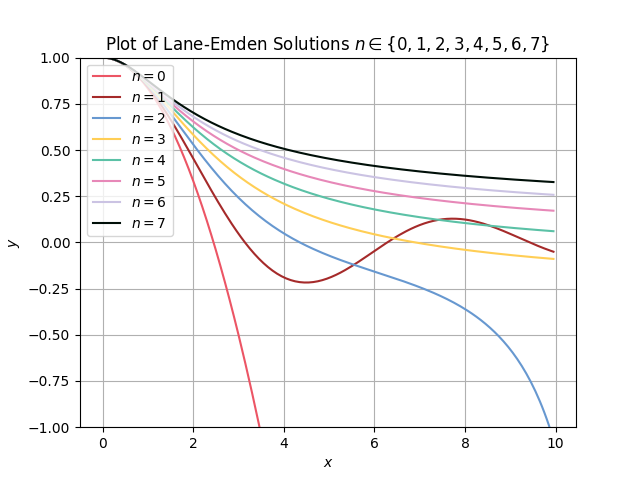 Plot of Lane-Emden Solutions n ∈ {0, 1, 2, 3, 4, 5, 6, 7}
1.00
0.75
0.50
0.25
0.00
−0.25
−0.50
−0.75
−1.00
y
n = 0
n = 1
n = 2
n = 3
n = 4
n = 5
n = 6
n = 7
0 2 4 6 8 10
x